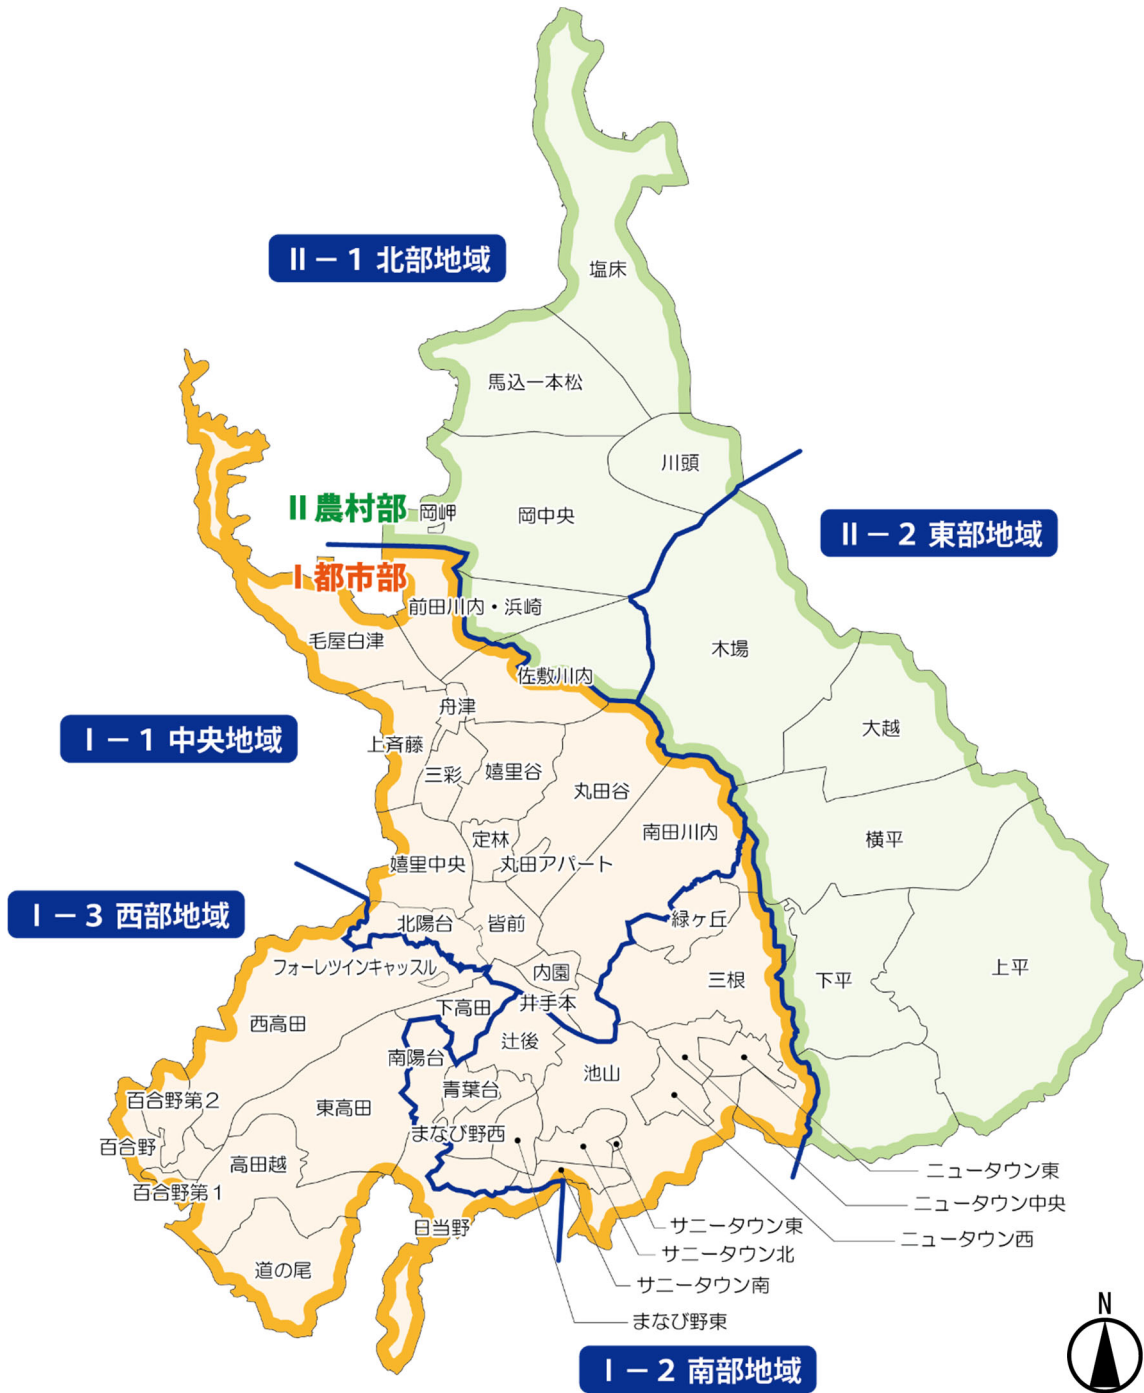 II－1 北部地域
塩床
馬込一本松
川頭
II 農村部
岡岬
岡中央
II－2 東部地域
I 都市部
前田川内・浜崎
毛屋白津
木場
佐敷川内
舟津
大越
I－1 中央地域
上斉藤
三彩
嬉里谷
丸田谷
南田川内
定林
横平
嬉里中央
丸田アパート
I－3 西部地域
北陽台
皆前
緑ヶ丘
フォーレツインキャッスル
内園
三根
下平
上平
西高田
下高田
井手本
辻後
南陽台
池山
青葉台
百合野第2
東高田
まなび野西
百合野
高田越
百合野第1
ニュータウン東
ニュータウン中央
日当野
サニータウン東
ニュータウン西
サニータウン北
道の尾
サニータウン南
まなび野東
I－2 南部地域
N